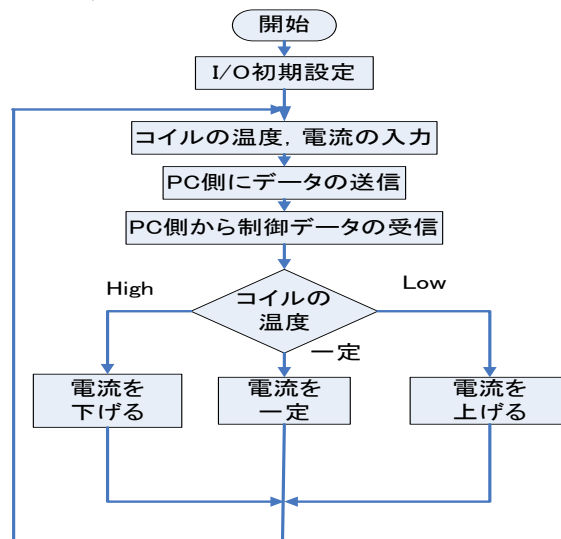 開始
I/O初期設定
コイルの温度，電流の入力
PC側にデータの送信
PC側から制御データの受信
High
コイルの
温度
Low
一定
電流を
下げる
電流を
一定
電流を
上げる